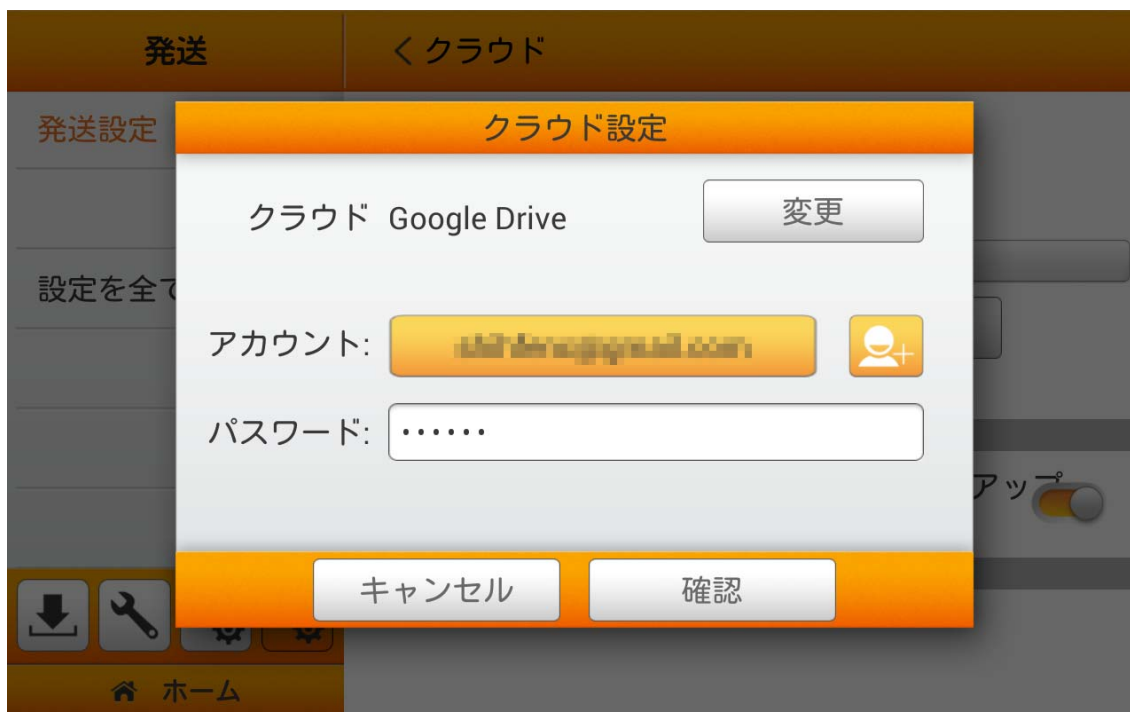 発送
くクラウド
発送設定
クラウド設定
クラウド Google Drive
変更
設定を全て
アカウント:
パスワード: ······
アップ
キャンセル
確認
ホーム